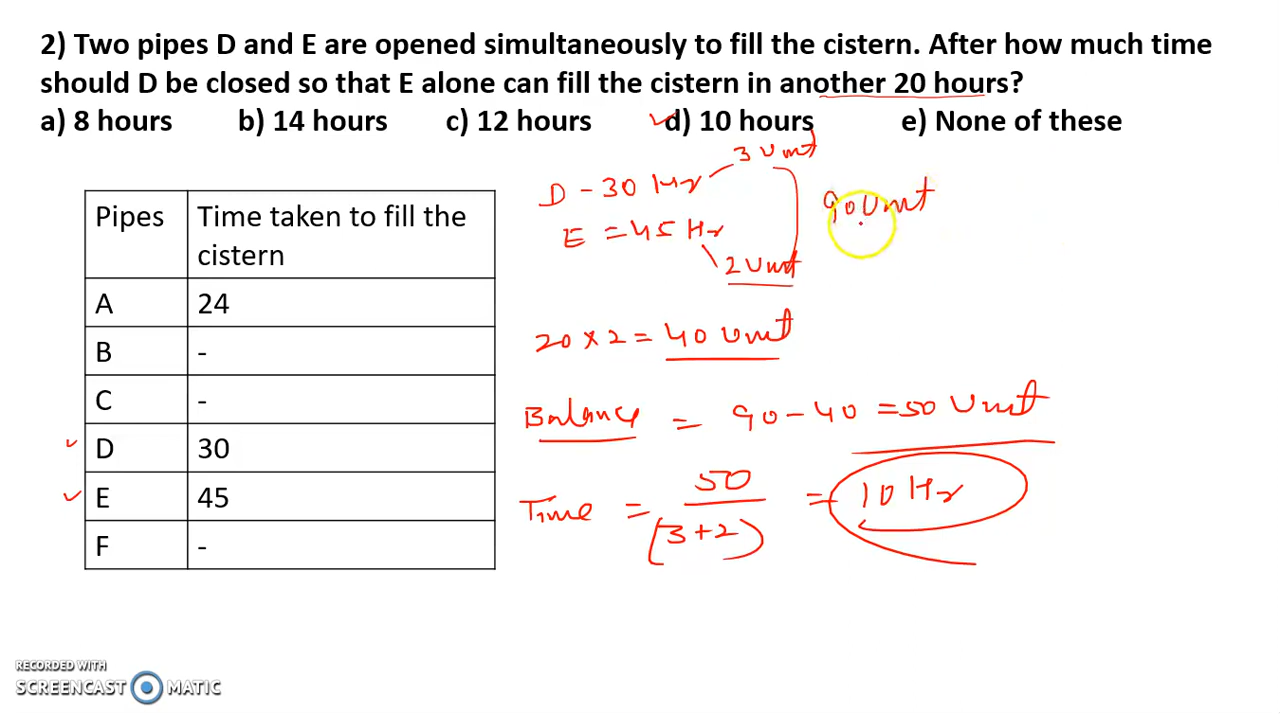 2) Two pipes D and E are opened simultaneously to fill the cistern. After how much time
should D be closed so that E alone can fill the cistern in another 20 hours?
a) 8 hours b) 14 hours c) 12 hours d) 10 hours e) None of these
D - 30 Hr 3 Unit
90 Unit
E = 45 Hr
2 Unit
20 × 2 = 40 Unit
Balance = 90 - 40 = 50 Unit
Time = 50 / (3+2) = 10 Hr
Pipes Time taken to fill the
cistern
A 24
B -
C -
D 30
E 45
F -
RECORDED WITH
SCREENCAST MATIC